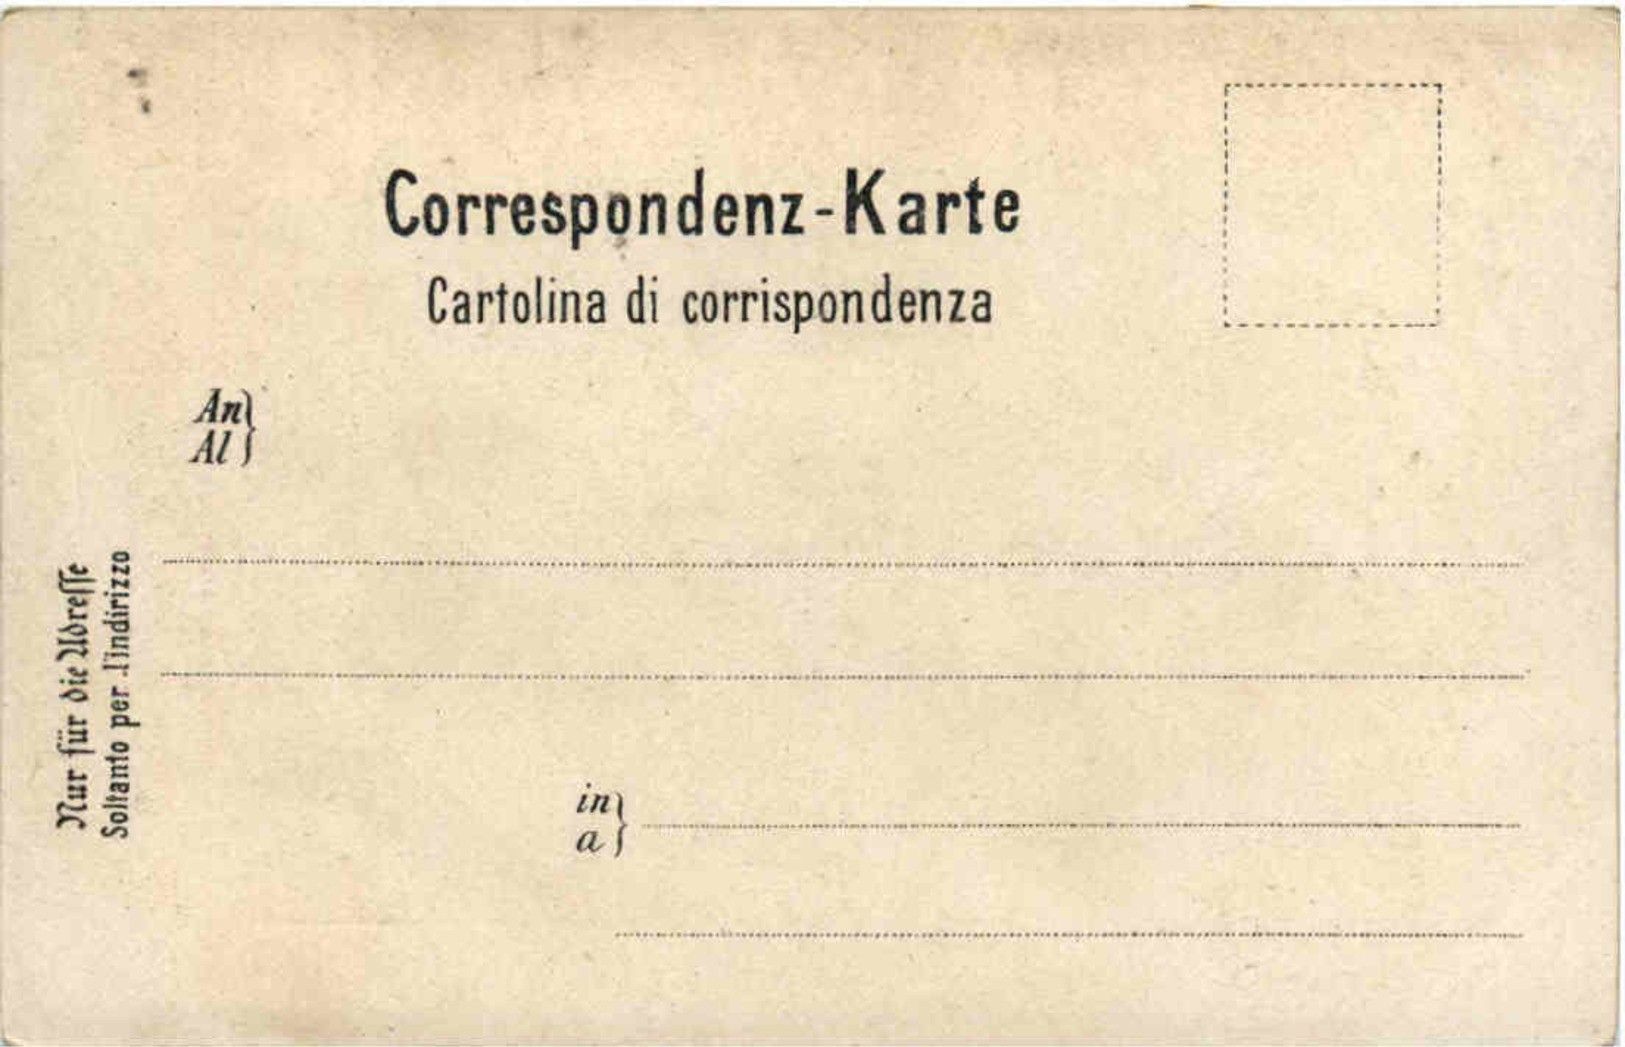 Correspondenz-Karte
Cartolina di corrispondenza
An
Al
Nur für die Adresse
Soltanto per l'indirizzo
in
a